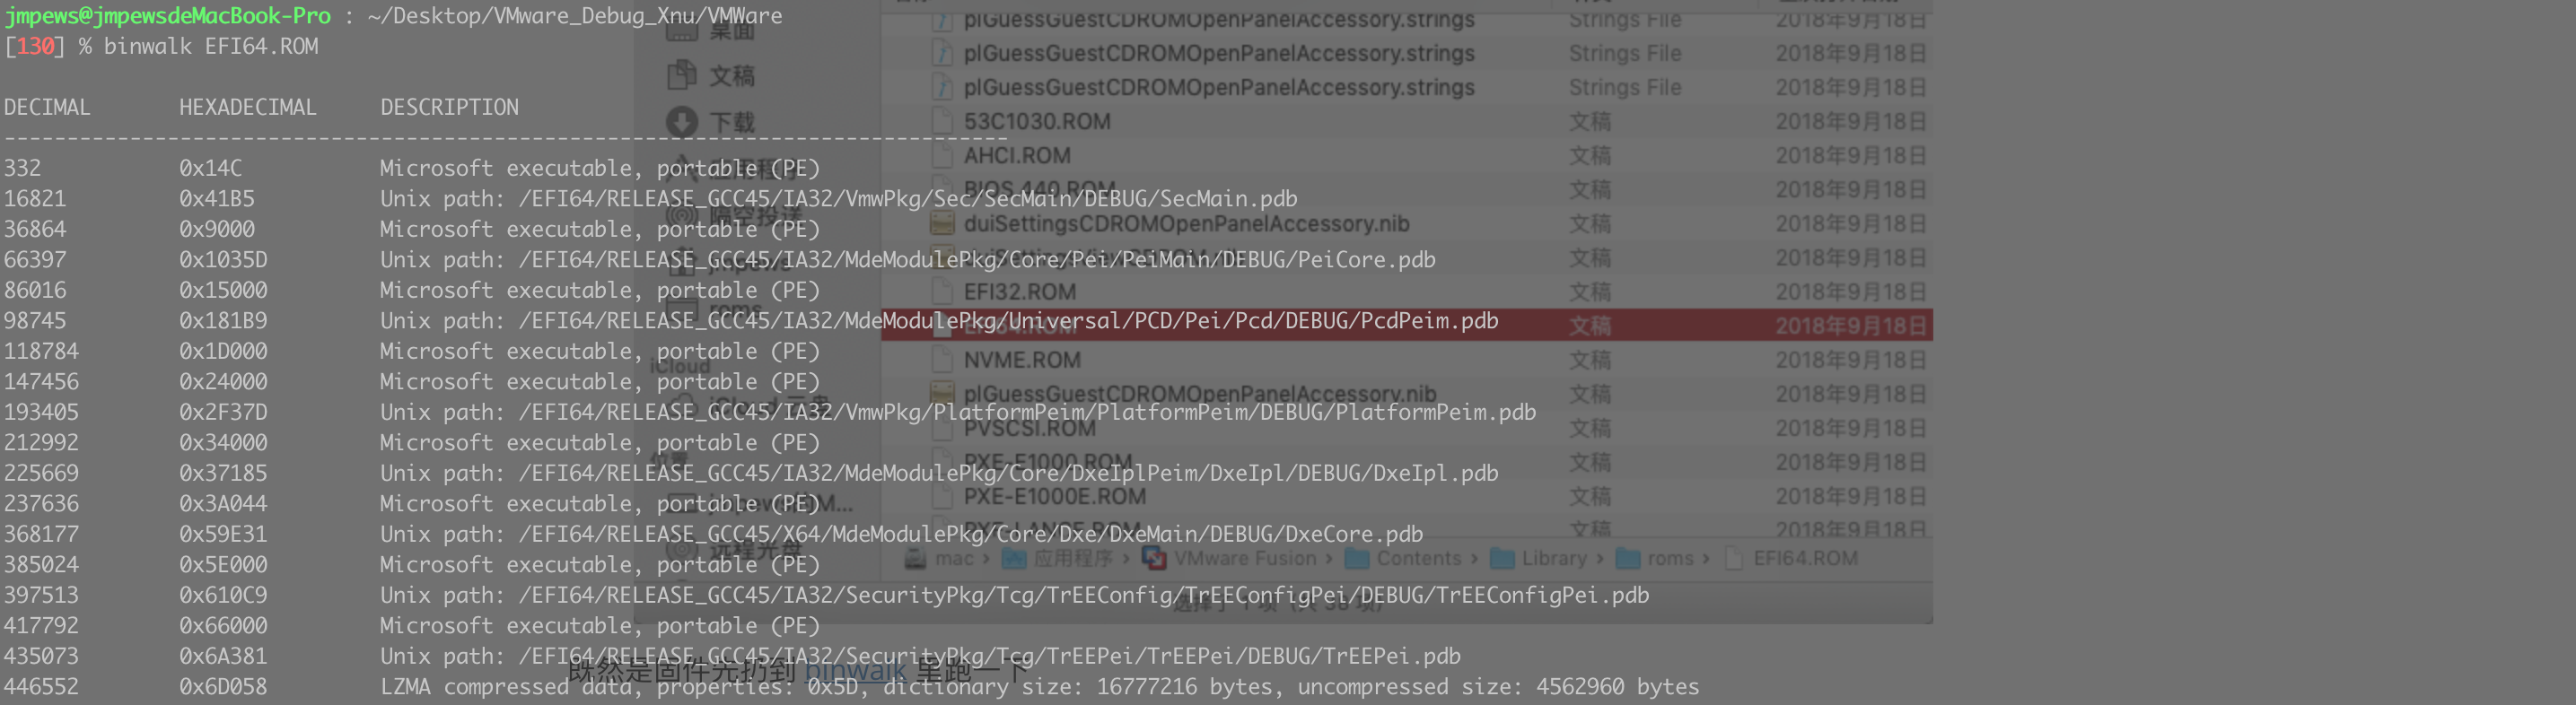 jmpews@jmpewsdeMacBook-Pro : ~/Desktop/VMware_Debug_Xnu/VMWare
[130] % binwalk EFI64.ROM
DECIMAL HEXADECIMAL DESCRIPTION
--------------------------------------------------------------------------------
332 0x14C Microsoft executable, portable (PE)
16821 0x41B5 Unix path: /EFI64/RELEASE_GCC45/IA32/VmwPkg/Sec/SecMain/DEBUG/SecMain.pdb
36864 0x9000 Microsoft executable, portable (PE)
66397 0x1035D Unix path: /EFI64/RELEASE_GCC45/IA32/MdeModulePkg/Core/Pei/PeiMain/DEBUG/PeiCore.pdb
86016 0x15000 Microsoft executable, portable (PE)
98745 0x181B9 Unix path: /EFI64/RELEASE_GCC45/IA32/MdeModulePkg/Universal/PCD/Pei/Pcd/DEBUG/PcdPeim.pdb
118784 0x1D000 Microsoft executable, portable (PE)
147456 0x24000 Microsoft executable, portable (PE)
193405 0x2F37D Unix path: /EFI64/RELEASE_GCC45/IA32/VmwPkg/PlatformPeim/PlatformPeim/DEBUG/PlatformPeim.pdb
212992 0x34000 Microsoft executable, portable (PE)
225669 0x37185 Unix path: /EFI64/RELEASE_GCC45/IA32/MdeModulePkg/Core/DxeIplPeim/DxeIpl/DEBUG/DxeIpl.pdb
237636 0x3A044 Microsoft executable, portable (PE)
368177 0x59E31 Unix path: /EFI64/RELEASE_GCC45/X64/MdeModulePkg/Core/Dxe/DxeMain/DEBUG/DxeCore.pdb
385024 0x5E000 Microsoft executable, portable (PE)
397513 0x610C9 Unix path: /EFI64/RELEASE_GCC45/IA32/SecurityPkg/Tcg/TrEEConfig/TrEEConfigPei/DEBUG/TrEEConfigPei.pdb
417792 0x66000 Microsoft executable, portable (PE)
435073 0x6A381 Unix path: /EFI64/RELEASE_GCC45/IA32/SecurityPkg/Tcg/TrEEPei/TrEEPei/DEBUG/TrEEPei.pdb
446552 0x6D058 LZMA compressed data, properties: 0x5D, dictionary size: 16777216 bytes, uncompressed size: 4562960 bytes
桌面
文稿
下载
应用程序
隔空投送
jmpews
roms
iCloud
iCloud 云盘
位置
远程光盘
plGuessGuestCDROMOpenPanelAccessory.strings Strings File 2018年9月18日
plGuessGuestCDROMOpenPanelAccessory.strings Strings File 2018年9月18日
plGuessGuestCDROMOpenPanelAccessory.strings Strings File 2018年9月18日
53C1030.ROM 文稿 2018年9月18日
AHCI.ROM 文稿 2018年9月18日
BIOS.440.ROM 文稿 2018年9月18日
duiSettingsCDROMOpenPanelAccessory.nib 文稿 2018年9月18日
文稿 2018年9月18日
EFI32.ROM 文稿 2018年9月18日
EFI64.ROM 文稿 2018年9月18日
NVME.ROM 文稿 2018年9月18日
plGuessGuestCDROMOpenPanelAccessory.nib 文稿 2018年9月18日
PVSCSI.ROM 文稿 2018年9月18日
PXE-E1000.ROM 文稿 2018年9月18日
PXE-E1000E.ROM 文稿 2018年9月18日
PXE-LANCE.ROM 文稿 2018年9月18日
mac › 应用程序 › VMware Fusion › Contents › Library › roms › EFI64.ROM
既然是固件先扔到 binwalk 里跑一下